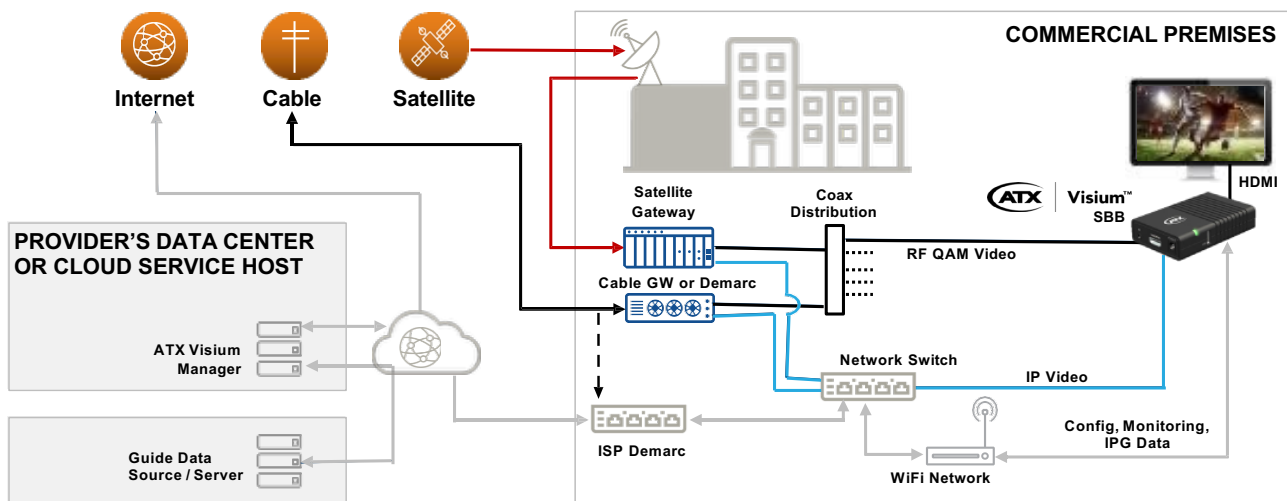 COMMERCIAL PREMISES
Internet
Cable
Satellite
HDMI
ATX
Visium™
SBB
ATX
Satellite
Gateway
Coax
Distribution
RF QAM Video
PROVIDER'S DATA CENTER
OR CLOUD SERVICE HOST
Cable GW or Demarc
ATX Visium
Manager
Network Switch
IP Video
ISP Demarc
Config, Monitoring,
IPG Data
WiFi Network
Guide Data
Source / Server